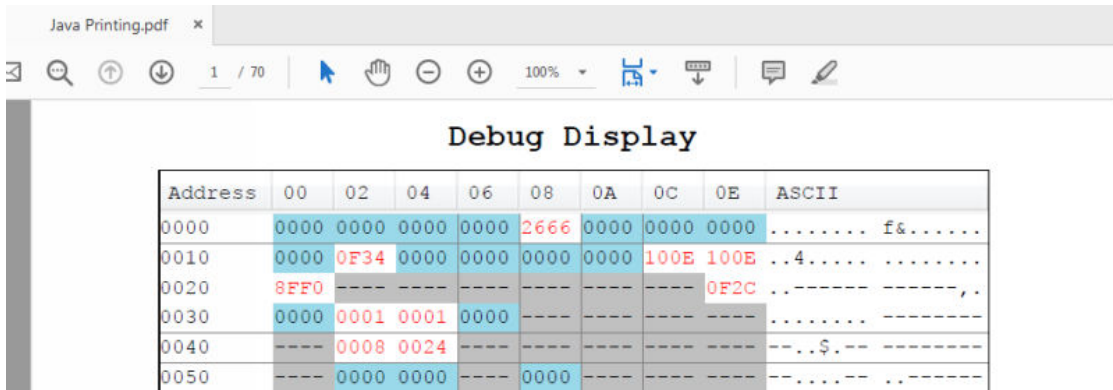 Java Printing.pdf ×
1 / 70 100%
Debug Display
Address 00 02 04 06 08 0A 0C 0E ASCII
0000 0000 0000 0000 0000 2666 0000 0000 0000 ........ f&......
0010 0000 0F34 0000 0000 0000 0000 100E 100E ..4..... ........
0020 8FF0 ---- ---- ---- ---- ---- ---- 0F2C ..------ ------,.
0030 0000 0001 0001 0000 ---- ---- ---- ---- ........ --------
0040 ---- 0008 0024 ---- ---- ---- ---- ---- --..$.-- --------
0050 ---- 0000 0000 ---- 0000 ---- ---- ---- --....-- ..------